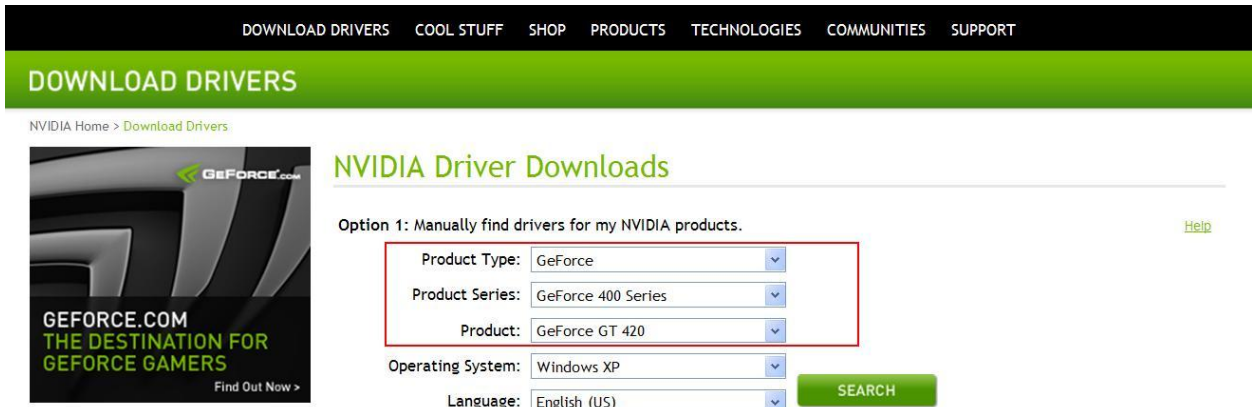 DOWNLOAD DRIVERS COOL STUFF SHOP PRODUCTS TECHNOLOGIES COMMUNITIES SUPPORT
DOWNLOAD DRIVERS
NVIDIA Home > Download Drivers
GEFORCE.COM
GEFORCE.COM
THE DESTINATION FOR
GEFORCE GAMERS
Find Out Now >
NVIDIA Driver Downloads
Option 1: Manually find drivers for my NVIDIA products.
Help
Product Type: GeForce
Product Series: GeForce 400 Series
Product: GeForce GT 420
Operating System: Windows XP
Language: English (US)
SEARCH